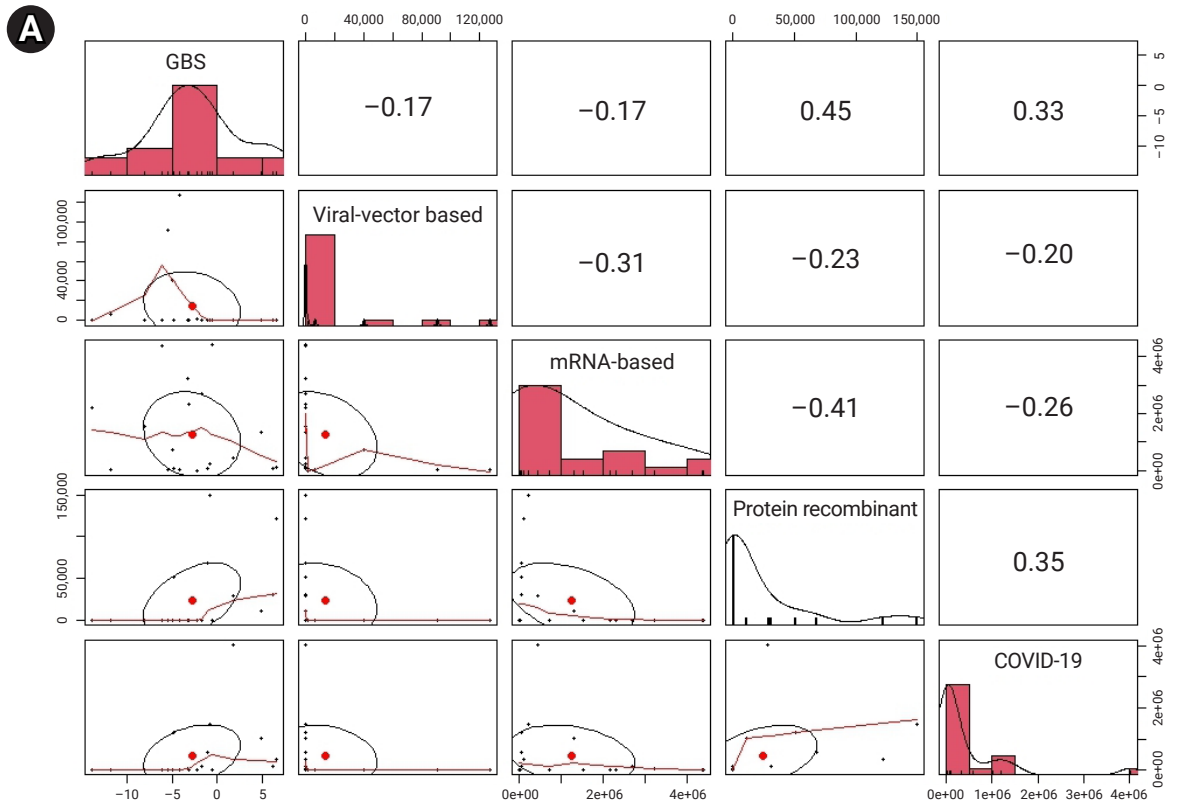 A
0 40,000 80,000 120,000
0 50,000 100,000 150,000
GBS
−0.17
−0.17
0.45
0.33
−10 −5 0 5
0 40,000 100,000
Viral-vector based
−0.31
−0.23
−0.20
mRNA-based
−0.41
−0.26
0e+00 2e+06 4e+06
0 50,000 150,000
Protein recombinant
0.35
COVID-19
0e+00 2e+06 4e+06
−10 −5 0 5
0e+00 2e+06 4e+06
0e+00 1e+06 2e+06 3e+06 4e+06